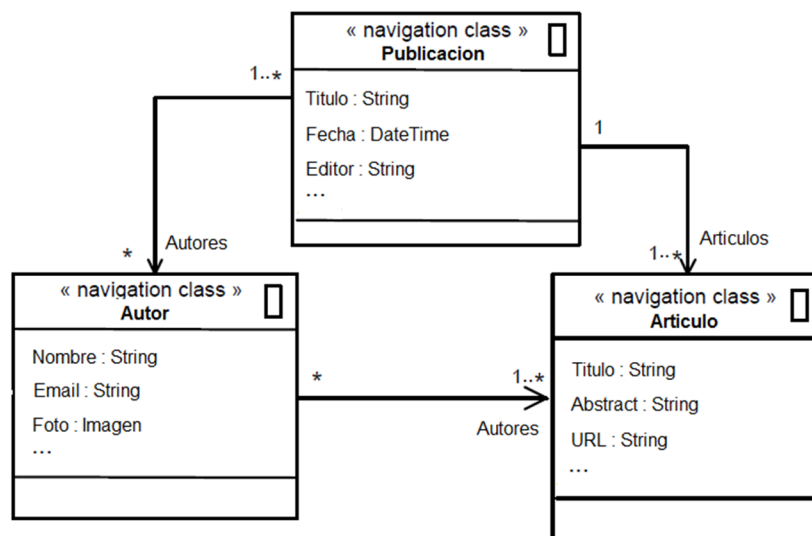 « navigation class »
Publicacion
Titulo : String
Fecha : DateTime
Editor : String
...
1..*
1
*
Autores
1..*
Articulos
« navigation class »
Autor
Nombre : String
Email : String
Foto : Imagen
...
*
1..*
Autores
« navigation class »
Articulo
Titulo : String
Abstract : String
URL : String
...